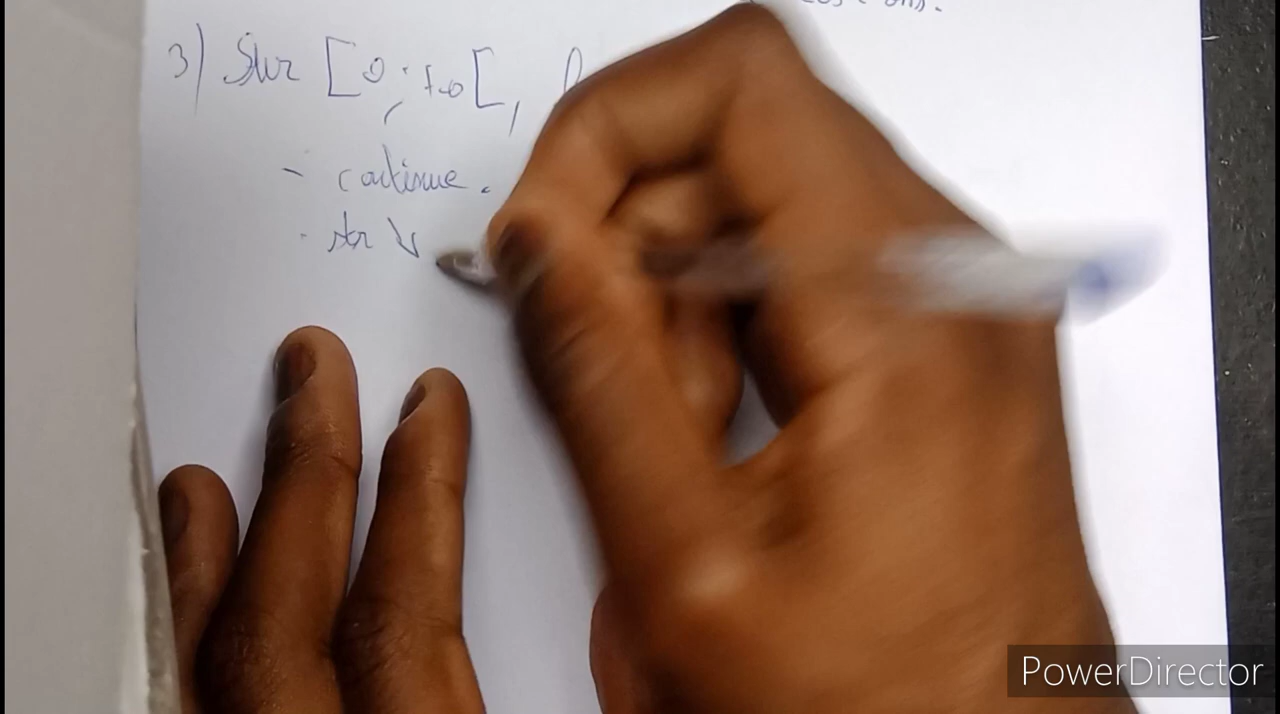 3) Sur [0; +∞[,
- continue.
- str ↘
PowerDirector